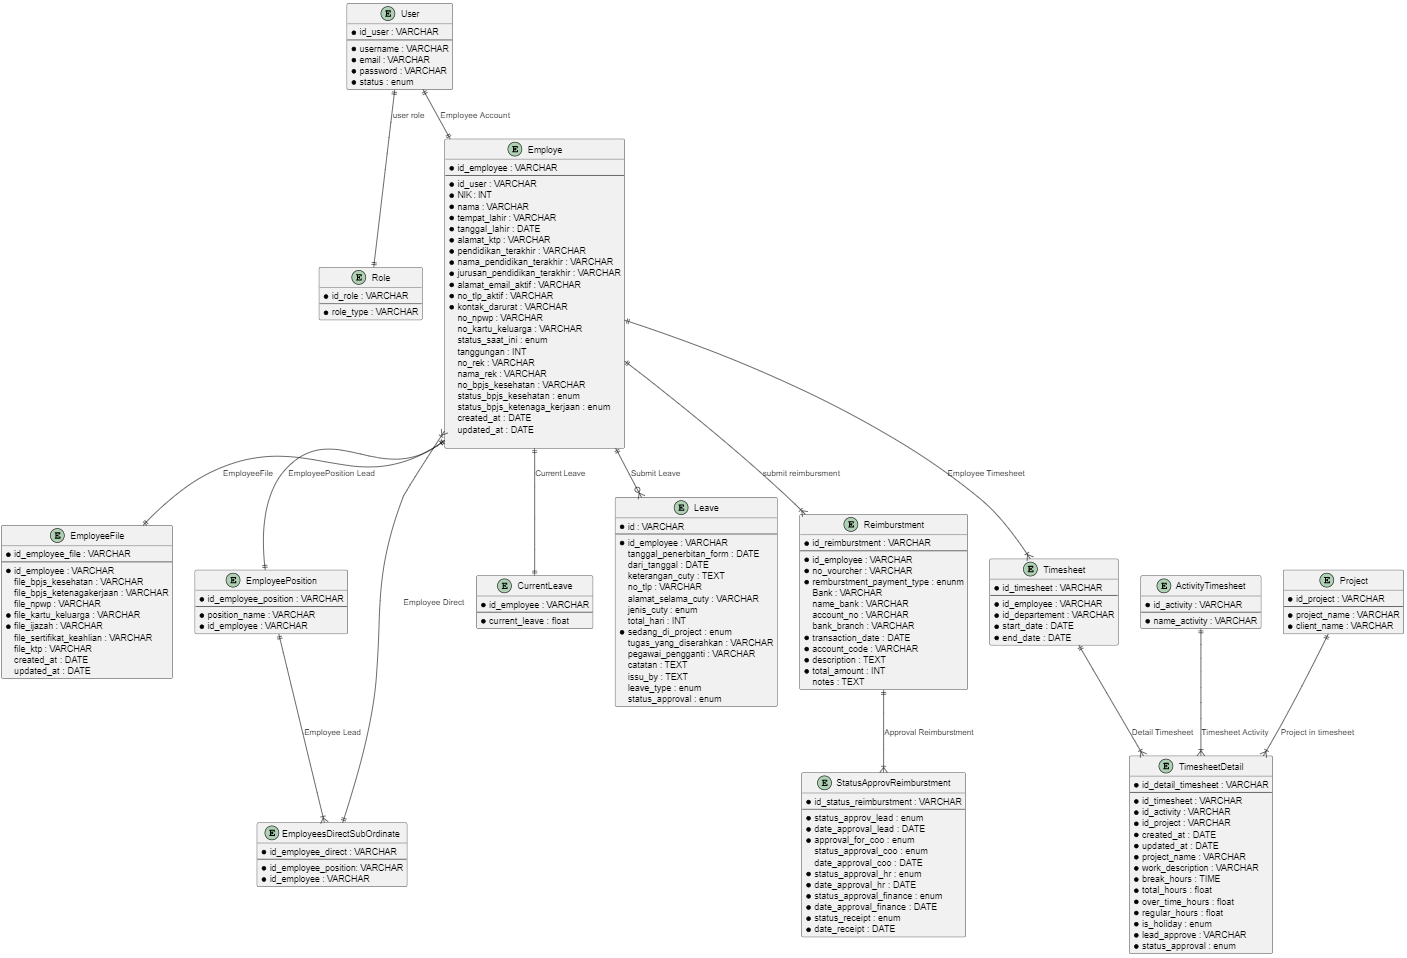 E User
id_user : VARCHAR
username : VARCHAR
email : VARCHAR
password : VARCHAR
status : enum
user role
Employee Account
E Employe
id_employee : VARCHAR
id_user : VARCHAR
NIK : INT
nama : VARCHAR
tempat_lahir : VARCHAR
tanggal_lahir : DATE
alamat_ktp : VARCHAR
pendidikan_terakhir : VARCHAR
nama_pendidikan_terakhir : VARCHAR
jurusan_pendidikan_terakhir : VARCHAR
alamat_email_aktif : VARCHAR
no_tlp_aktif : VARCHAR
kontak_darurat : VARCHAR
no_npwp : VARCHAR
no_kartu_keluarga : VARCHAR
status_saat_ini : enum
tanggungan : INT
no_rek : VARCHAR
nama_rek : VARCHAR
no_bpjs_kesehatan : VARCHAR
status_bpjs_kesehatan : enum
status_bpjs_ketenaga_kerjaan : enum
created_at : DATE
updated_at : DATE
E Role
id_role : VARCHAR
role_type : VARCHAR
EmployeeFile
EmployeePosition Lead
Current Leave
Submit Leave
submit reimbursment
Employee Timesheet
E EmployeeFile
id_employee_file : VARCHAR
id_employee : VARCHAR
file_bpjs_kesehatan : VARCHAR
file_bpjs_ketenagakerjaan : VARCHAR
file_npwp : VARCHAR
file_kartu_keluarga : VARCHAR
file_ijazah : VARCHAR
file_sertifikat_keahlian : VARCHAR
file_ktp : VARCHAR
created_at : DATE
updated_at : DATE
E EmployeePosition
id_employee_position : VARCHAR
position_name : VARCHAR
id_employee : VARCHAR
Employee Direct
E CurrentLeave
id_employee : VARCHAR
current_leave : float
E Leave
id : VARCHAR
id_employee : VARCHAR
tanggal_penerbitan_form : DATE
dari_tanggal : DATE
keterangan_cuty : TEXT
no_tlp : VARCHAR
alamat_selama_cuty : VARCHAR
jenis_cuty : enum
total_hari : INT
sedang_di_project : enum
tugas_yang_diserahkan : VARCHAR
pegawai_pengganti : VARCHAR
catatan : TEXT
issu_by : TEXT
leave_type : enum
status_approval : enum
E Reimburstment
id_reimburstment : VARCHAR
id_employee : VARCHAR
no_vourcher : VARCHAR
remburstment_payment_type : enunm
Bank : VARCHAR
name_bank : VARCHAR
account_no : VARCHAR
bank_branch : VARCHAR
transaction_date : DATE
account_code : VARCHAR
description : TEXT
total_amount : INT
notes : TEXT
E Timesheet
id_timesheet : VARCHAR
id_employee : VARCHAR
id_departement : VARCHAR
start_date : DATE
end_date : DATE
E ActivityTimesheet
id_activity : VARCHAR
name_activity : VARCHAR
E Project
id_project : VARCHAR
project_name : VARCHAR
client_name : VARCHAR
Employee Lead
Approval Reimburstment
Detail Timesheet
Timesheet Activity
Project in timesheet
E EmployeesDirectSubOrdinate
id_employee_direct : VARCHAR
id_employee_position: VARCHAR
id_employee : VARCHAR
E StatusApprovReimburstment
id_status_reimburstment : VARCHAR
status_approv_lead : enum
date_approval_lead : DATE
approval_for_coo : enum
status_approval_coo : enum
date_approval_coo : DATE
status_approval_hr : enum
date_approval_hr : DATE
status_approval_finance : enum
date_approval_finance : DATE
status_receipt : enum
date_receipt : DATE
E TimesheetDetail
id_detail_timesheet : VARCHAR
id_timesheet : VARCHAR
id_activity : VARCHAR
id_project : VARCHAR
created_at : DATE
updated_at : DATE
project_name : VARCHAR
work_description : VARCHAR
break_hours : TIME
total_hours : float
over_time_hours : float
regular_hours : float
is_holiday : enum
lead_approve : VARCHAR
status_approval : enum